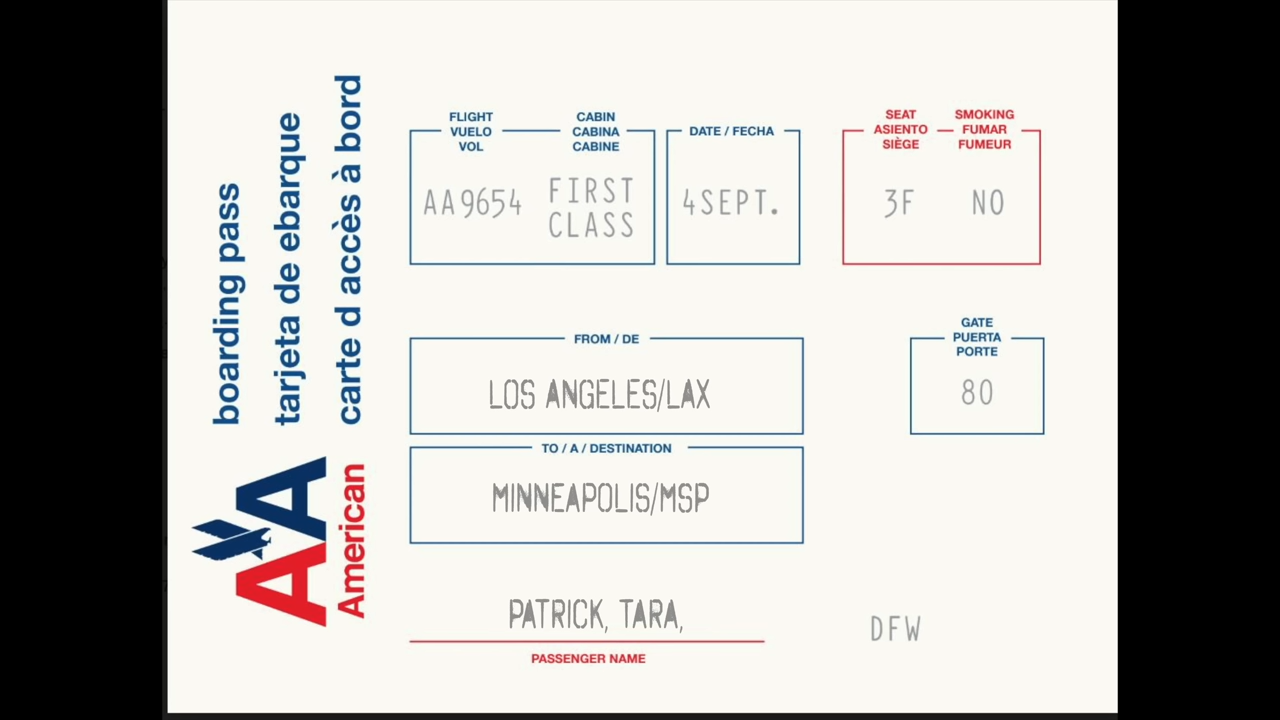 boarding pass
tarjeta de ebarque
carte d accès à bord
AA
American
FLIGHT
VUELO
VOL
CABIN
CABINA
CABINE
AA9654
FIRST
CLASS
DATE / FECHA
4SEPT.
SEAT
ASIENTO
SIÈGE
3F
SMOKING
FUMAR
FUMEUR
NO
FROM / DE
LOS ANGELES/LAX
GATE
PUERTA
PORTE
80
TO / A / DESTINATION
MINNEAPOLIS/MSP
PATRICK, TARA,
PASSENGER NAME
DFW